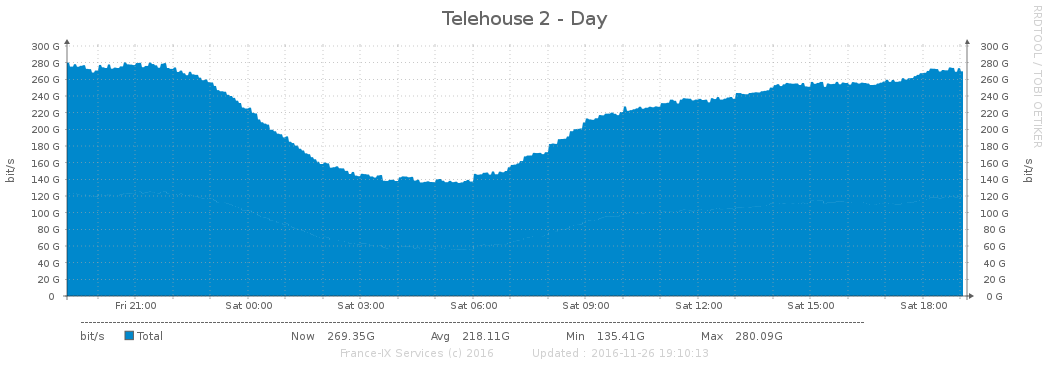 Telehouse 2 - Day
RRDTOOL / TOBI OETIKER
bit/s
300 G 300 G
280 G 280 G
260 G 260 G
240 G 240 G
220 G 220 G
200 G 200 G
180 G 180 G
160 G 160 G
140 G 140 G
120 G 120 G
100 G 100 G
80 G 80 G
60 G 60 G
40 G 40 G
20 G 20 G
0 0 G
bit/s
Fri 21:00 Sat 00:00 Sat 03:00 Sat 06:00 Sat 09:00 Sat 12:00 Sat 15:00 Sat 18:00
bit/s Total Now 269.35G Avg 218.11G Min 135.41G Max 280.09G
France-IX Services (c) 2016 Updated : 2016-11-26 19:10:13